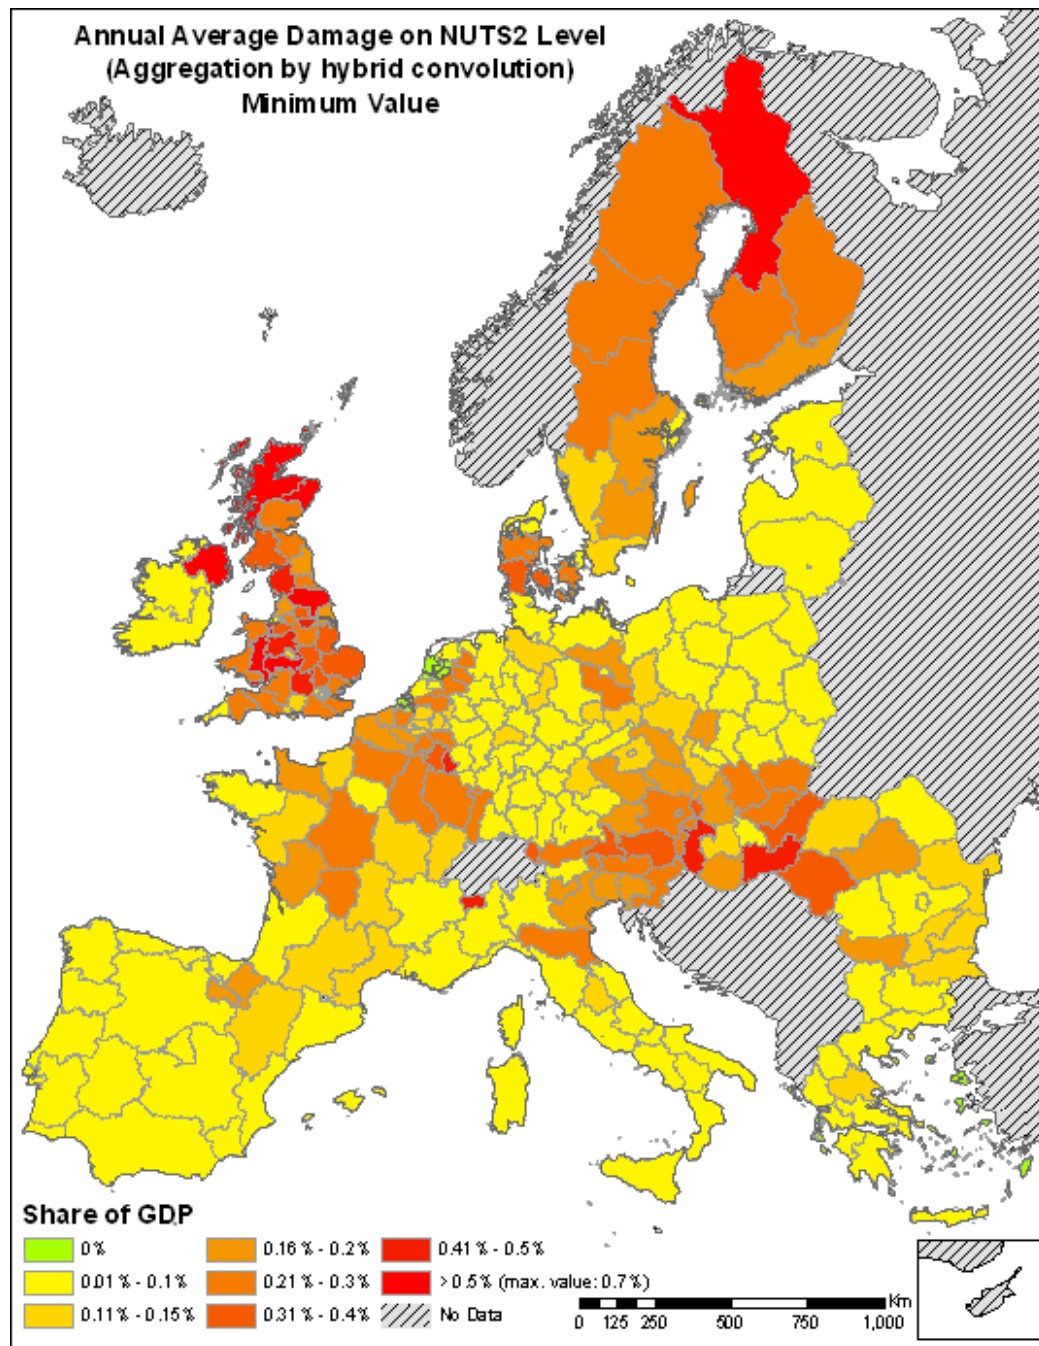 Annual Average Damage on NUTS2 Level
(Aggregation by hybrid convolution)
Minimum Value
Share of GDP
0%
0.01% - 0.1%
0.11% - 0.15%
0.16% - 0.2%
0.21% - 0.3%
0.31% - 0.4%
0.41% - 0.5%
>0.5% (max. value: 0.7%)
No Data
Km
0 125 250 500 750 1,000